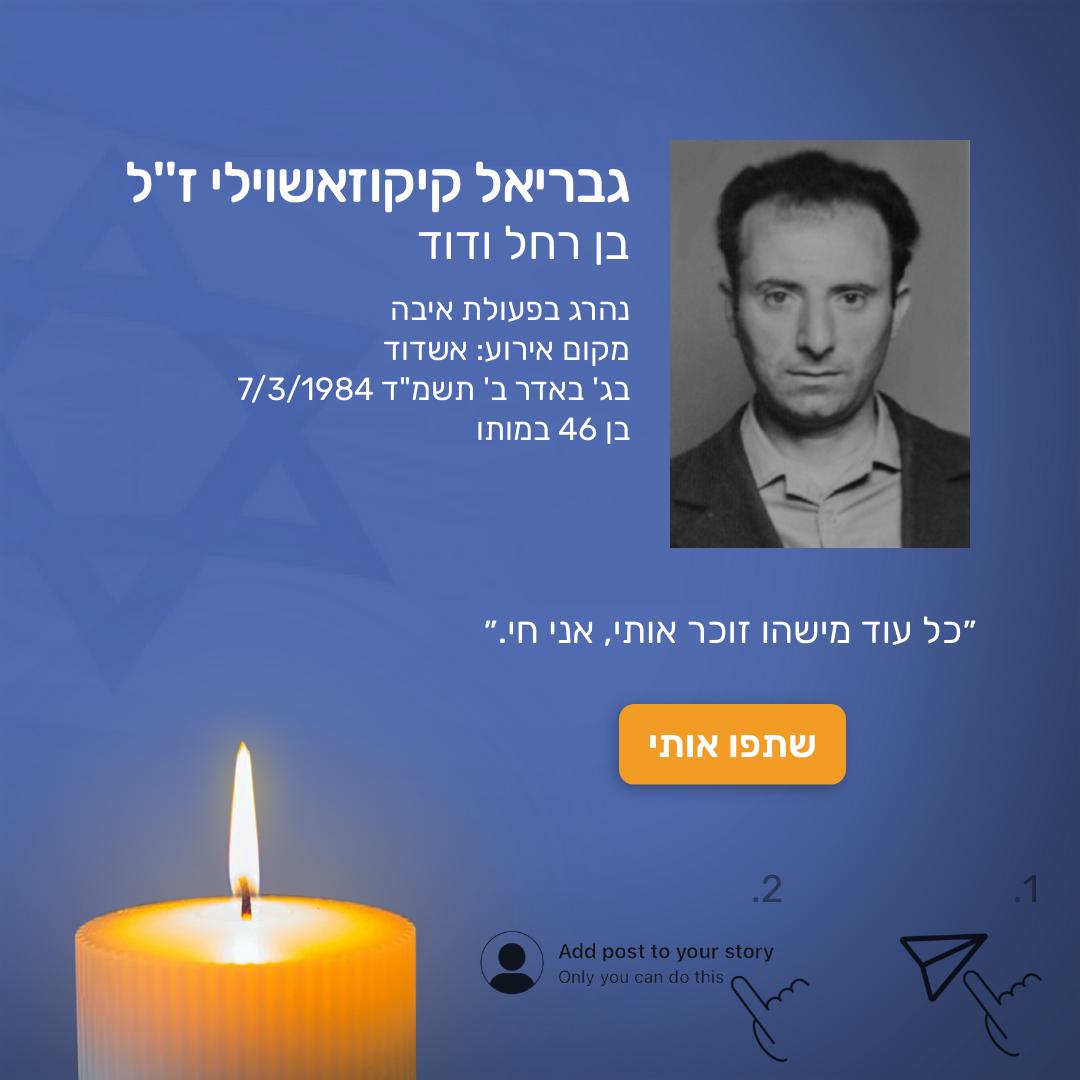 גבריאל קיקוזאשוילי ז"ל
בן רחל ודוד
נהרג בפעולת איבה
מקום אירוע: אשדוד
בג' באדר ב' תשמ"ד 7/3/1984
בן 46 במותו
״כל עוד מישהו זוכר אותי, אני חי.״
שתפו אותי
.1
.2
Add post to your story
Only you can do this